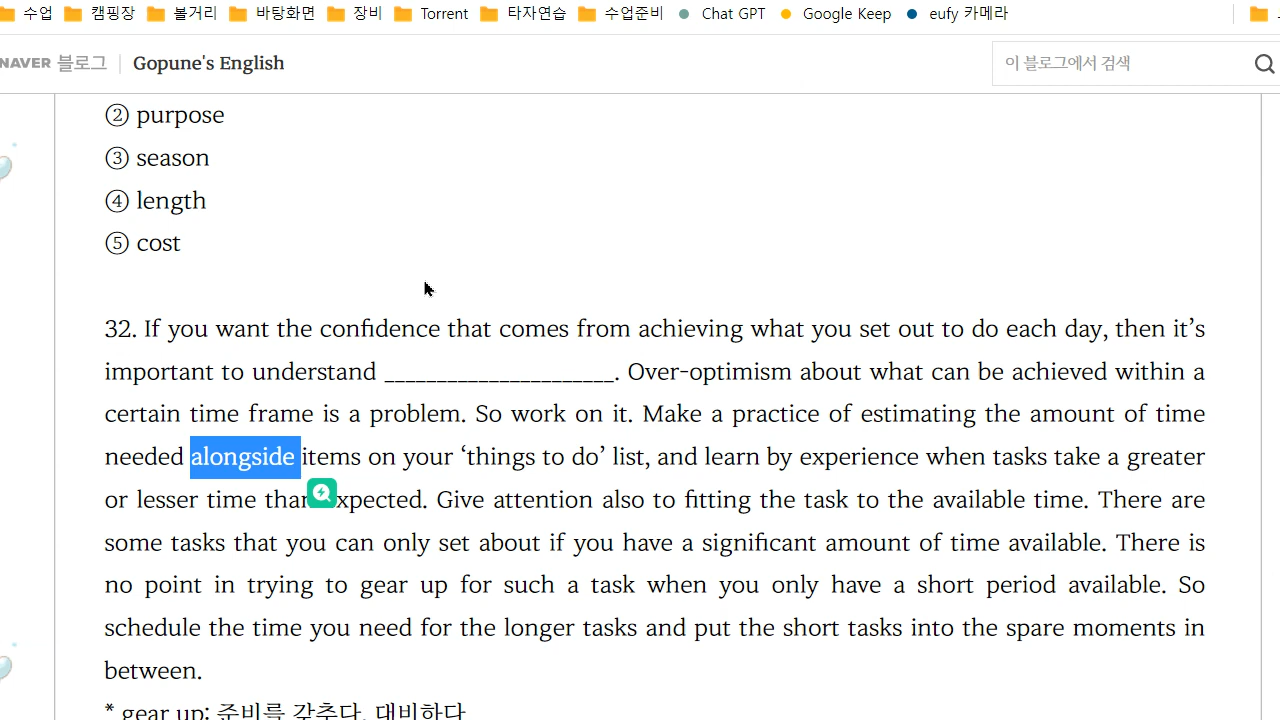 수업 캠핑장 볼거리 바탕화면 장비 Torrent 타자연습 수업준비 Chat GPT Google Keep eufy 카메라
NAVER 블로그 Gopune's English 이 블로그에서 검색
② purpose
③ season
④ length
⑤ cost
32. If you want the confidence that comes from achieving what you set out to do each day, then it’s
important to understand ______________________. Over-optimism about what can be achieved within a
certain time frame is a problem. So work on it. Make a practice of estimating the amount of time
needed alongside items on your ‘things to do’ list, and learn by experience when tasks take a greater
or lesser time than expected. Give attention also to fitting the task to the available time. There are
some tasks that you can only set about if you have a significant amount of time available. There is
no point in trying to gear up for such a task when you only have a short period available. So
schedule the time you need for the longer tasks and put the short tasks into the spare moments in
between.
* gear up: 준비를 갖추다, 대비하다